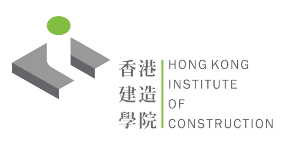 香港
建造
學院
HONG KONG
INSTITUTE
OF
CONSTRUCTION